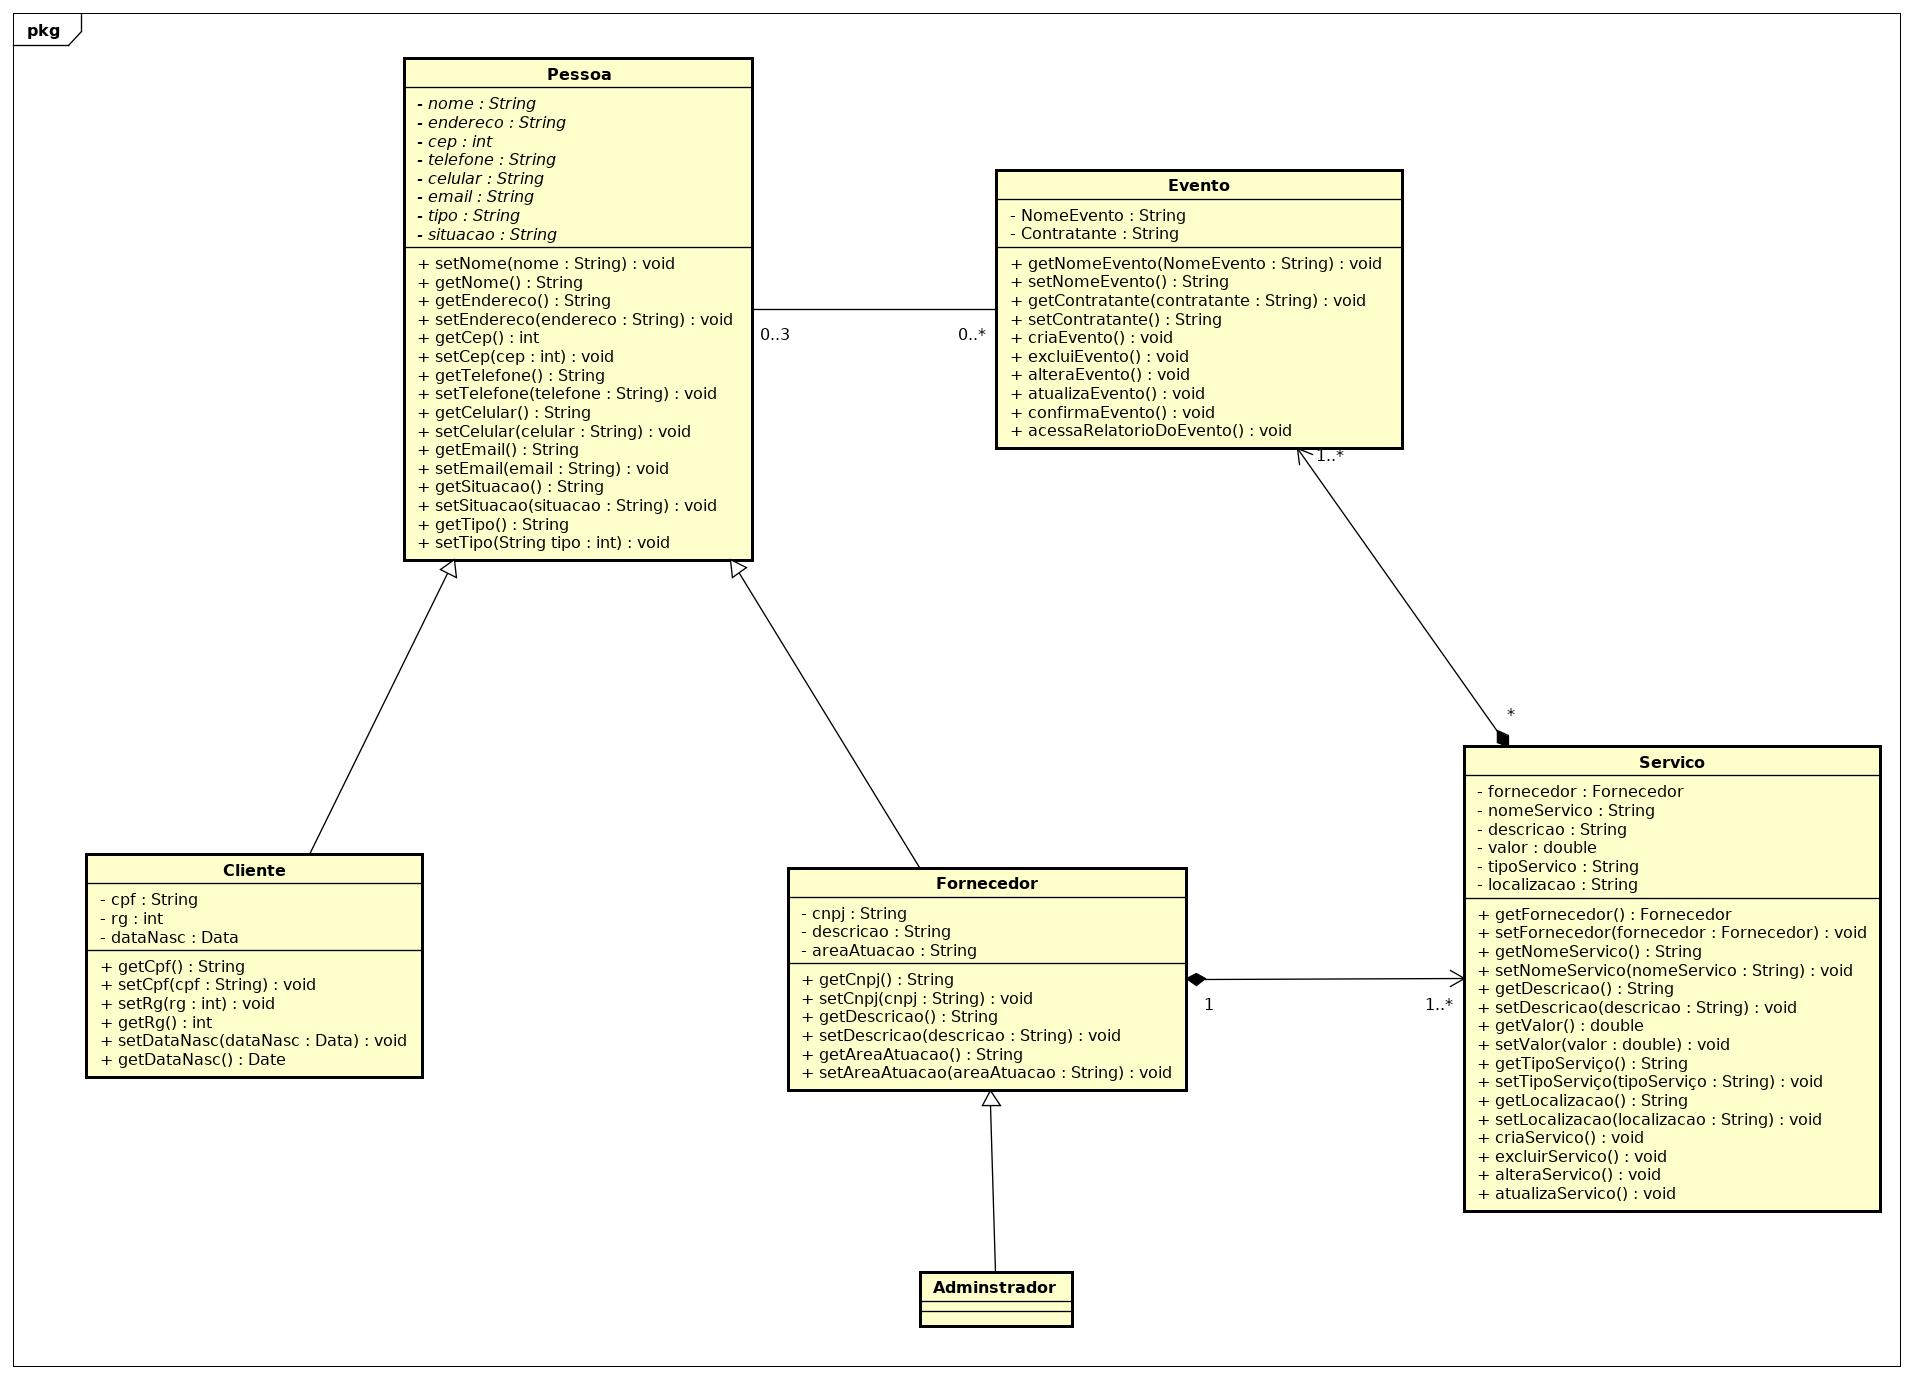 pkg
Pessoa
- nome : String
- endereco : String
- cep : int
- telefone : String
- celular : String
- email : String
- tipo : String
- situacao : String
+ setNome(nome : String) : void
+ getNome() : String
+ getEndereco() : String
+ setEndereco(endereco : String) : void
+ getCep() : int
+ setCep(cep : int) : void
+ getTelefone() : String
+ setTelefone(telefone : String) : void
+ getCelular() : String
+ setCelular(celular : String) : void
+ getEmail() : String
+ setEmail(email : String) : void
+ getSituacao() : String
+ setSituacao(situacao : String) : void
+ getTipo() : String
+ setTipo(String tipo : int) : void
0..3
0..*
Evento
- NomeEvento : String
- Contratante : String
+ getNomeEvento(NomeEvento : String) : void
+ setNomeEvento() : String
+ getContratante(contratante : String) : void
+ setContratante() : String
+ criaEvento() : void
+ excluiEvento() : void
+ alteraEvento() : void
+ atualizaEvento() : void
+ confirmaEvento() : void
+ acessaRelatorioDoEvento() : void
1..*
*
Cliente
- cpf : String
- rg : int
- dataNasc : Data
+ getCpf() : String
+ setCpf(cpf : String) : void
+ setRg(rg : int) : void
+ getRg() : int
+ setDataNasc(dataNasc : Data) : void
+ getDataNasc() : Date
Fornecedor
- cnpj : String
- descricao : String
- areaAtuacao : String
+ getCnpj() : String
+ setCnpj(cnpj : String) : void
+ getDescricao() : String
+ setDescricao(descricao : String) : void
+ getAreaAtuacao() : String
+ setAreaAtuacao(areaAtuacao : String) : void
1
1..*
Servico
- fornecedor : Fornecedor
- nomeServico : String
- descricao : String
- valor : double
- tipoServico : String
- localizacao : String
+ getFornecedor() : Fornecedor
+ setFornecedor(fornecedor : Fornecedor) : void
+ getNomeServico() : String
+ setNomeServico(nomeServico : String) : void
+ getDescricao() : String
+ setDescricao(descricao : String) : void
+ getValor() : double
+ setValor(valor : double) : void
+ getTipoServiço() : String
+ setTipoServiço(tipoServiço : String) : void
+ getLocalizacao() : String
+ setLocalizacao(localizacao : String) : void
+ criaServico() : void
+ excluirServico() : void
+ alteraServico() : void
+ atualizaServico() : void
Adminstrador